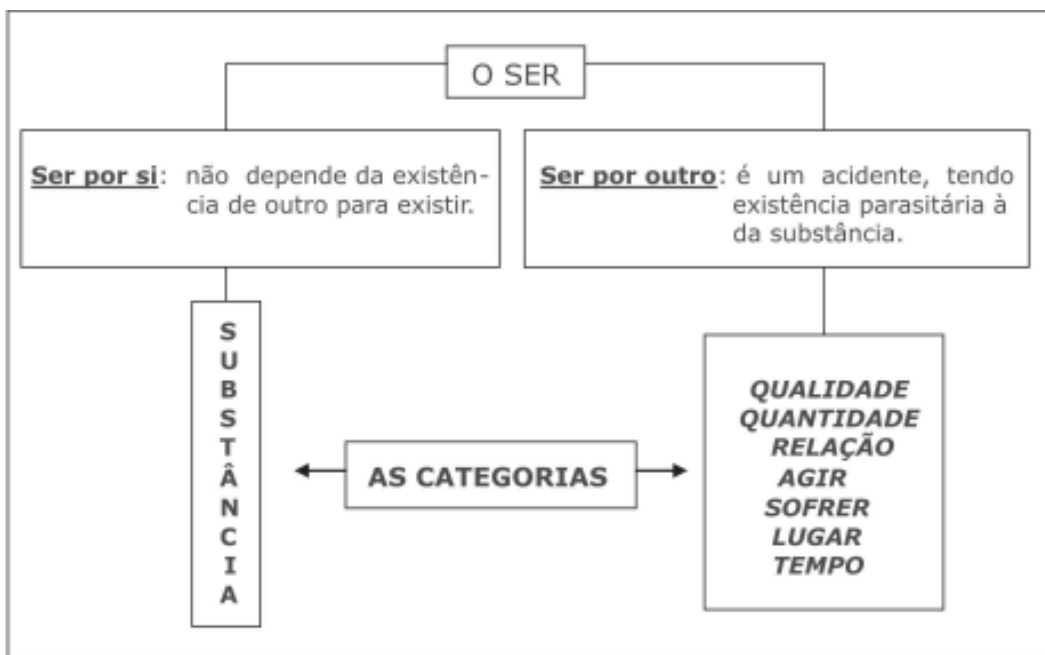 O SER
Ser por si: não depende da existên-
cia de outro para existir.
Ser por outro: é um acidente, tendo
existência parasitária à
da substância.
SUBSTÂNCIA
AS CATEGORIAS
QUALIDADE
QUANTIDADE
RELAÇÃO
AGIR
SOFRER
LUGAR
TEMPO